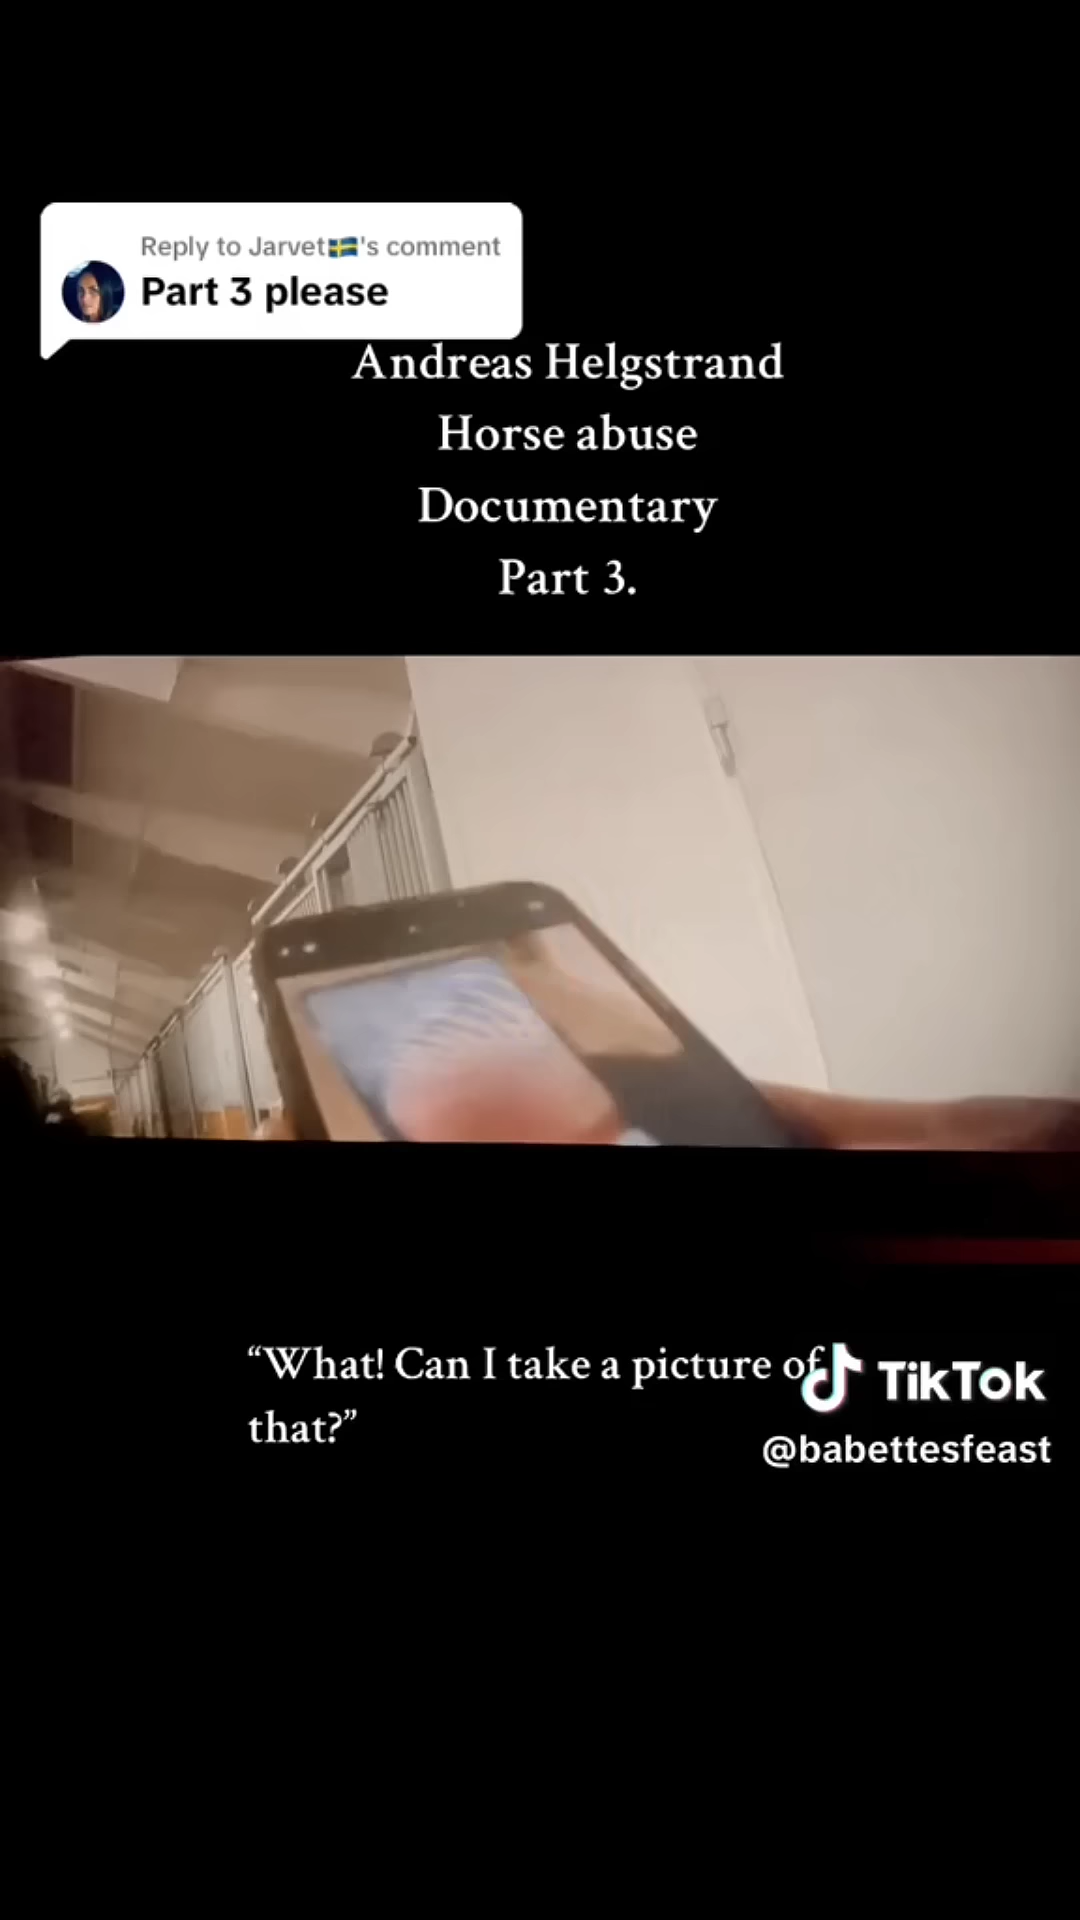 Reply to Jarvet🇸🇪's comment
Part 3 please
Andreas Helgstrand
Horse abuse
Documentary
Part 3.
“What! Can I take a picture of
that?”
TikTok
@babettesfeast